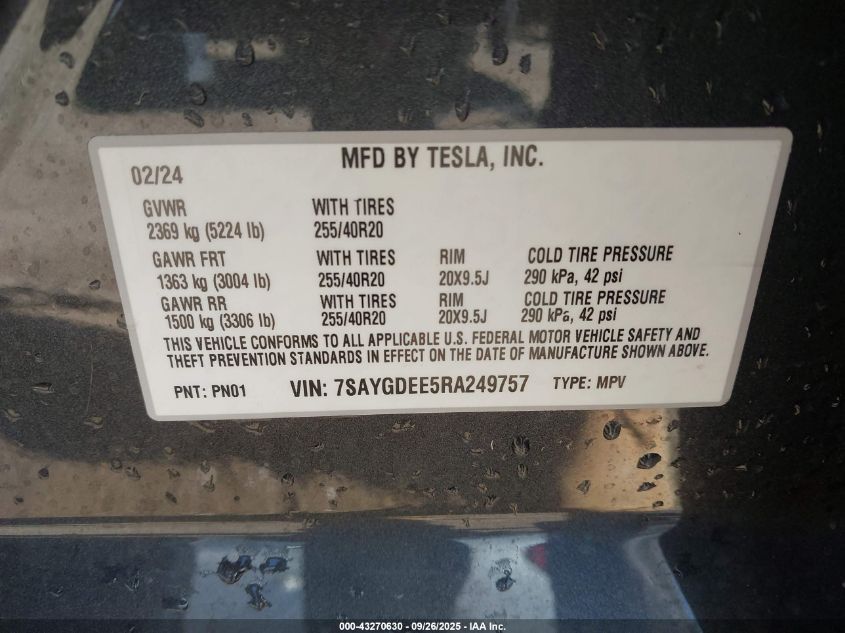 MFD BY TESLA, INC.
02/24
GVWR WITH TIRES
2369 kg (5224 lb) 255/40R20
GAWR FRT WITH TIRES RIM COLD TIRE PRESSURE
1363 kg (3004 lb) 255/40R20 20X9.5J 290 kPa, 42 psi
GAWR RR WITH TIRES RIM COLD TIRE PRESSURE
1500 kg (3306 lb) 255/40R20 20X9.5J 290 kPa, 42 psi
THIS VEHICLE CONFORMS TO ALL APPLICABLE U.S. FEDERAL MOTOR VEHICLE SAFETY AND
THEFT PREVENTION STANDARDS IN EFFECT ON THE DATE OF MANUFACTURE SHOWN ABOVE.
PNT: PN01 VIN: 7SAYGDEE5RA249757 TYPE: MPV
000-43270630 - 09/26/2025 - IAA Inc.